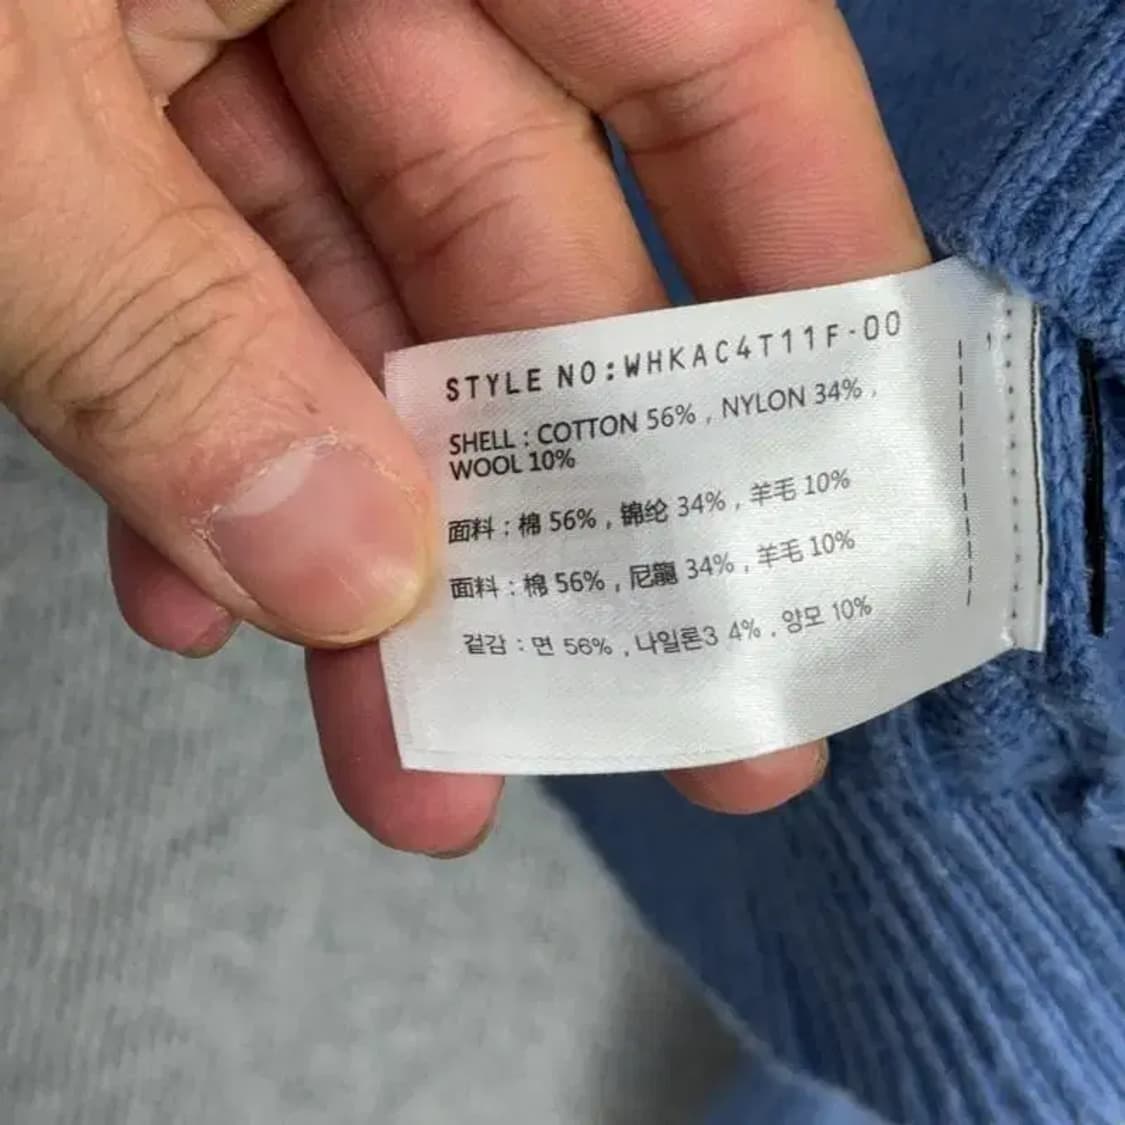 STYLE NO:WHKAC4T11F-00
SHELL : COTTON 56% , NYLON 34% ,
WOOL 10%
面料 : 棉 56% , 锦纶 34% , 羊毛 10%
面料 : 棉 56% , 尼龍 34% , 羊毛 10%
겉감 : 면 56% , 나일론3 4% , 양모 10%